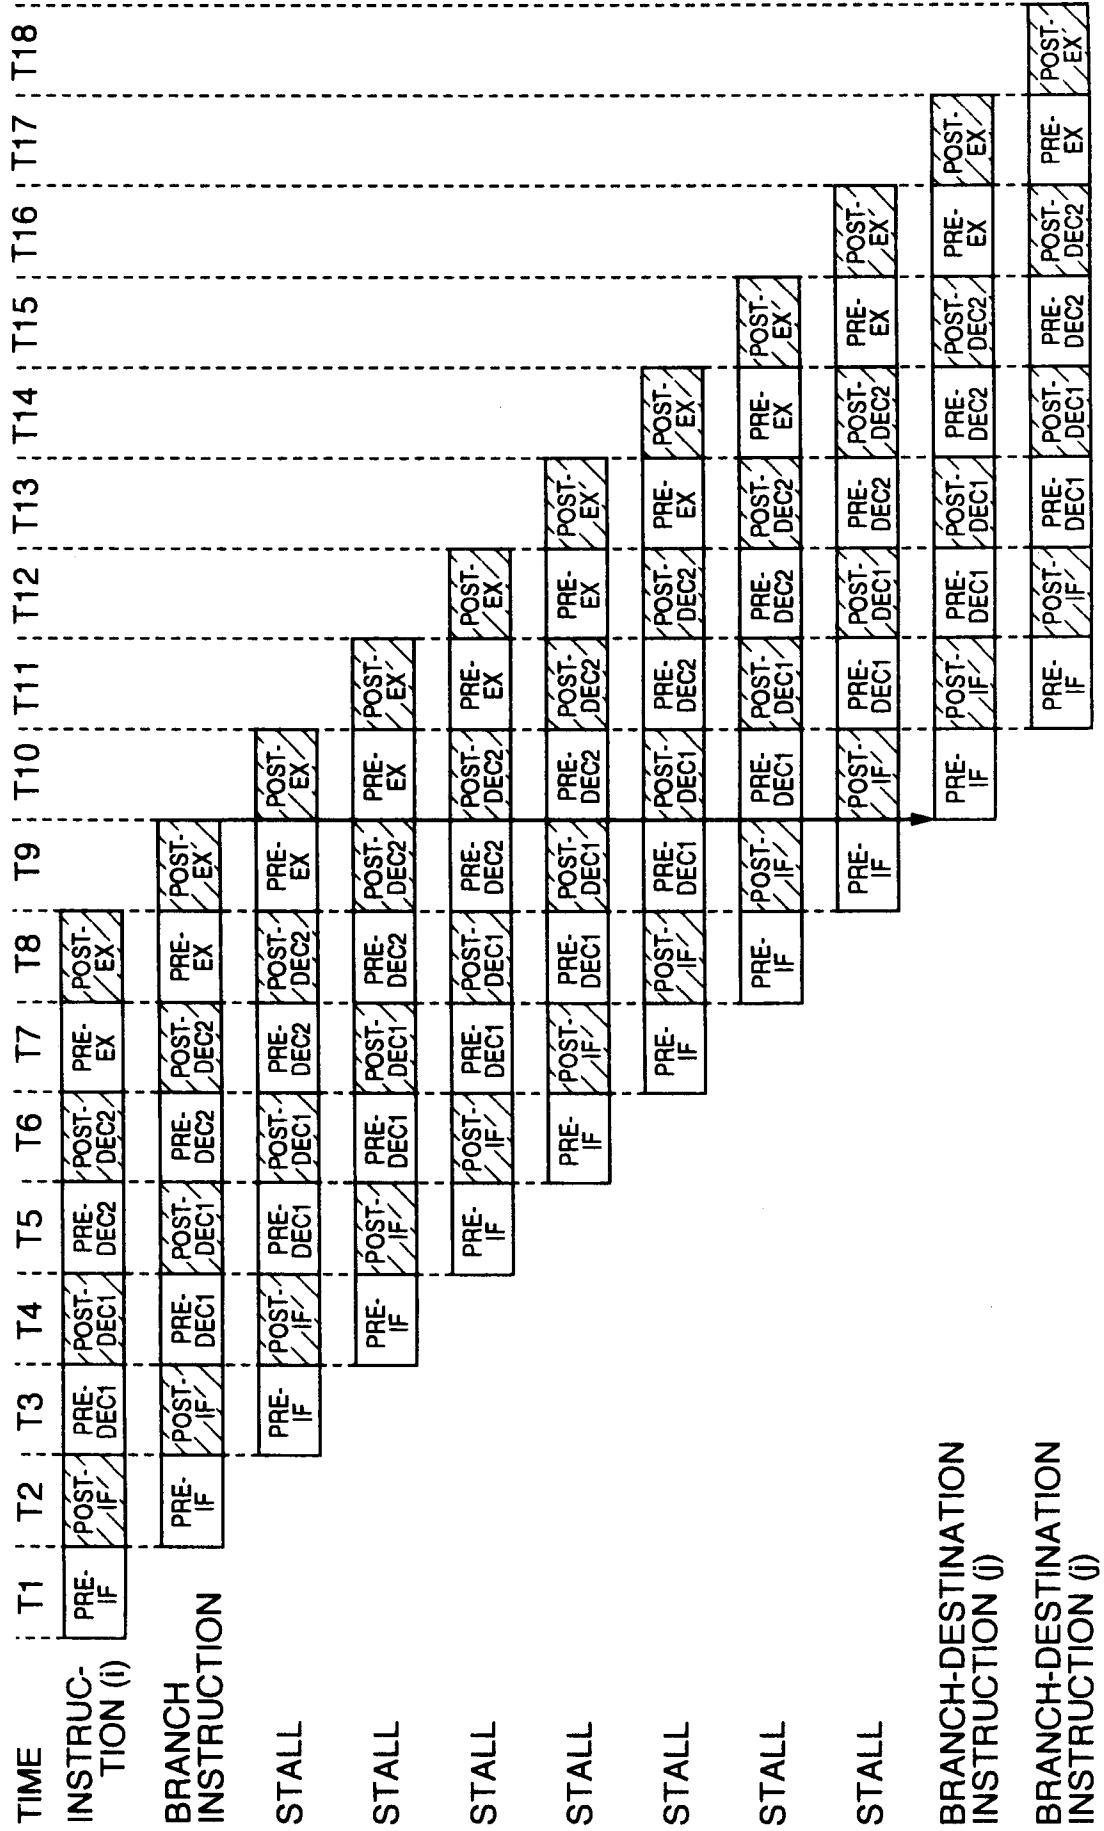 TIME T1 T2 T3 T4 T5 T6 T7 T8 T9 T10 T11 T12 T13 T14 T15 T16 T17 T18
INSTRUC-
TION (i)
PRE- POST- PRE- POST- PRE- POST- PRE- POST-
IF IF DEC1 DEC1 DEC2 DEC2 EX EX
BRANCH
INSTRUCTION
PRE- POST- PRE- POST- PRE- POST- PRE- POST-
IF IF DEC1 DEC1 DEC2 DEC2 EX EX
STALL
PRE- POST- PRE- POST- PRE- POST- PRE- POST-
IF IF DEC1 DEC1 DEC2 DEC2 EX EX
STALL
PRE- POST- PRE- POST- PRE- POST- PRE- POST-
IF IF DEC1 DEC1 DEC2 DEC2 EX EX
STALL
PRE- POST- PRE- POST- PRE- POST- PRE- POST-
IF IF DEC1 DEC1 DEC2 DEC2 EX EX
STALL
PRE- POST- PRE- POST- PRE- POST- PRE- POST-
IF IF DEC1 DEC1 DEC2 DEC2 EX EX
STALL
PRE- POST- PRE- POST- PRE- POST- PRE- POST-
IF IF DEC1 DEC1 DEC2 DEC2 EX EX
STALL
PRE- POST- PRE- POST- PRE- POST- PRE- POST-
IF IF DEC1 DEC1 DEC2 DEC2 EX EX
STALL
PRE- POST- PRE- POST- PRE- POST- PRE- POST-
IF IF DEC1 DEC1 DEC2 DEC2 EX EX
BRANCH-DESTINATION
INSTRUCTION (j)
PRE- POST- PRE- POST- PRE- POST- PRE- POST-
IF IF DEC1 DEC1 DEC2 DEC2 EX EX
BRANCH-DESTINATION
INSTRUCTION (j)
PRE- POST- PRE- POST- PRE- POST- PRE- POST-
IF IF DEC1 DEC1 DEC2 DEC2 EX EX